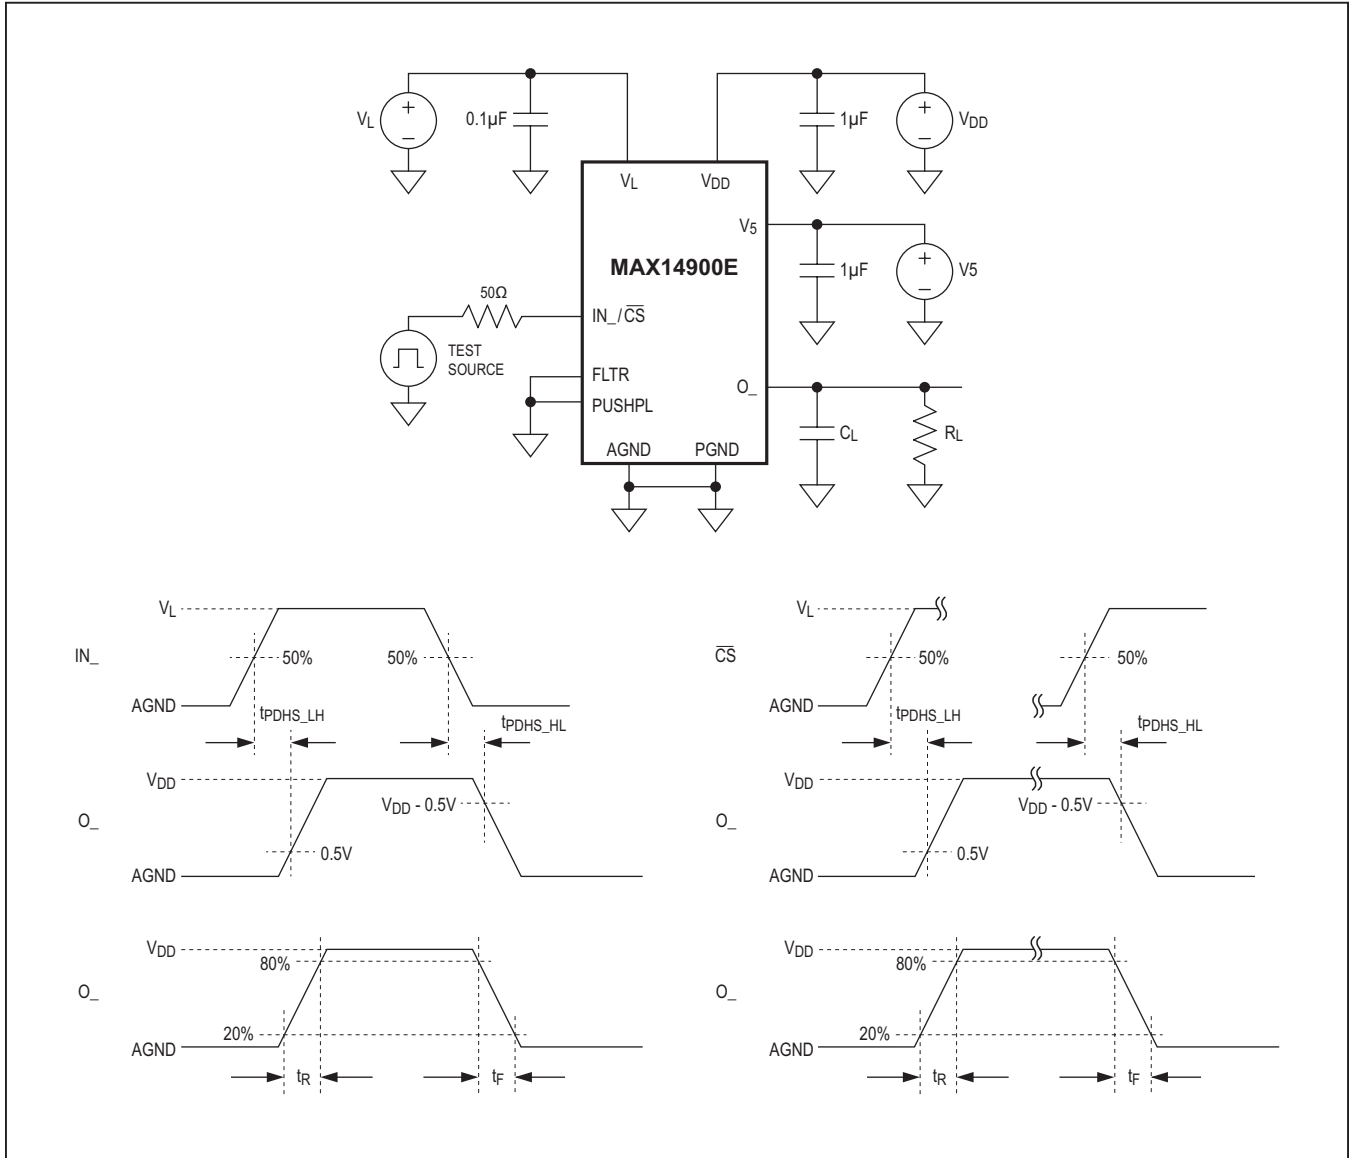 VL
0.1µF
1µF
VDD
VL
VDD
V5
MAX14900E
1µF
V5
50Ω
IN_/C̅S̅
TEST
SOURCE
FLTR
PUSHPL
O_
CL
RL
AGND
PGND
VL
IN_
50%
50%
AGND
tPDHS_LH
tPDHS_HL
VDD
VDD - 0.5V
O_
0.5V
AGND
VDD
80%
O_
20%
AGND
tR
tF
VL
C̅S̅
50%
50%
AGND
tPDHS_LH
tPDHS_HL
VDD
VDD - 0.5V
O_
0.5V
AGND
VDD
80%
O_
20%
AGND
tR
tF